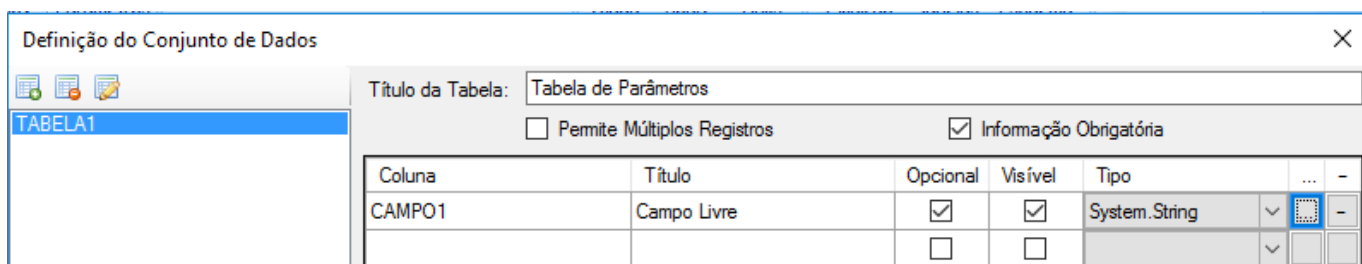 Definição do Conjunto de Dados
Título da Tabela: Tabela de Parâmetros
TABELA1
Permite Múltiplos Registros Informação Obrigatória
Coluna Título Opcional Visível Tipo ... -
CAMPO1 Campo Livre System.String ... -